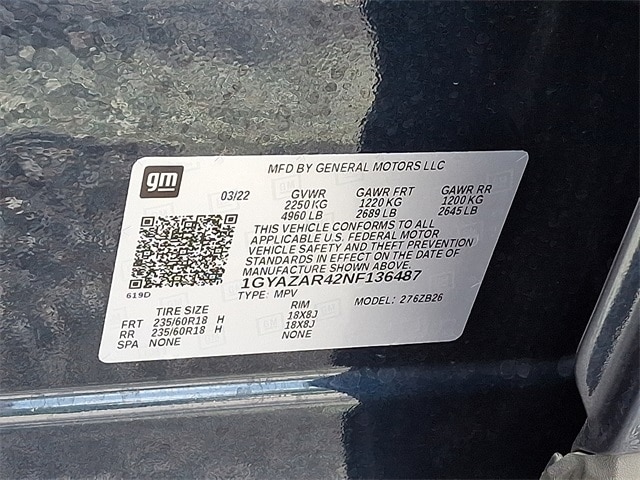 gm
MFD BY GENERAL MOTORS LLC
03/22 GVWR GAWR FRT GAWR RR
2250 KG 1220 KG 1200 KG
4960 LB 2689 LB 2645 LB
THIS VEHICLE CONFORMS TO ALL
APPLICABLE U.S. FEDERAL MOTOR
VEHICLE SAFETY AND THEFT PREVENTION
STANDARDS IN EFFECT ON THE DATE OF
MANUFACTURE SHOWN ABOVE.
1GYAZAR42NF136487
619D
TYPE: MPV MODEL: 276ZB26
TIRE SIZE RIM
FRT 235/60R18 H 18X8J
RR 235/60R18 H 18X8J
SPA NONE NONE